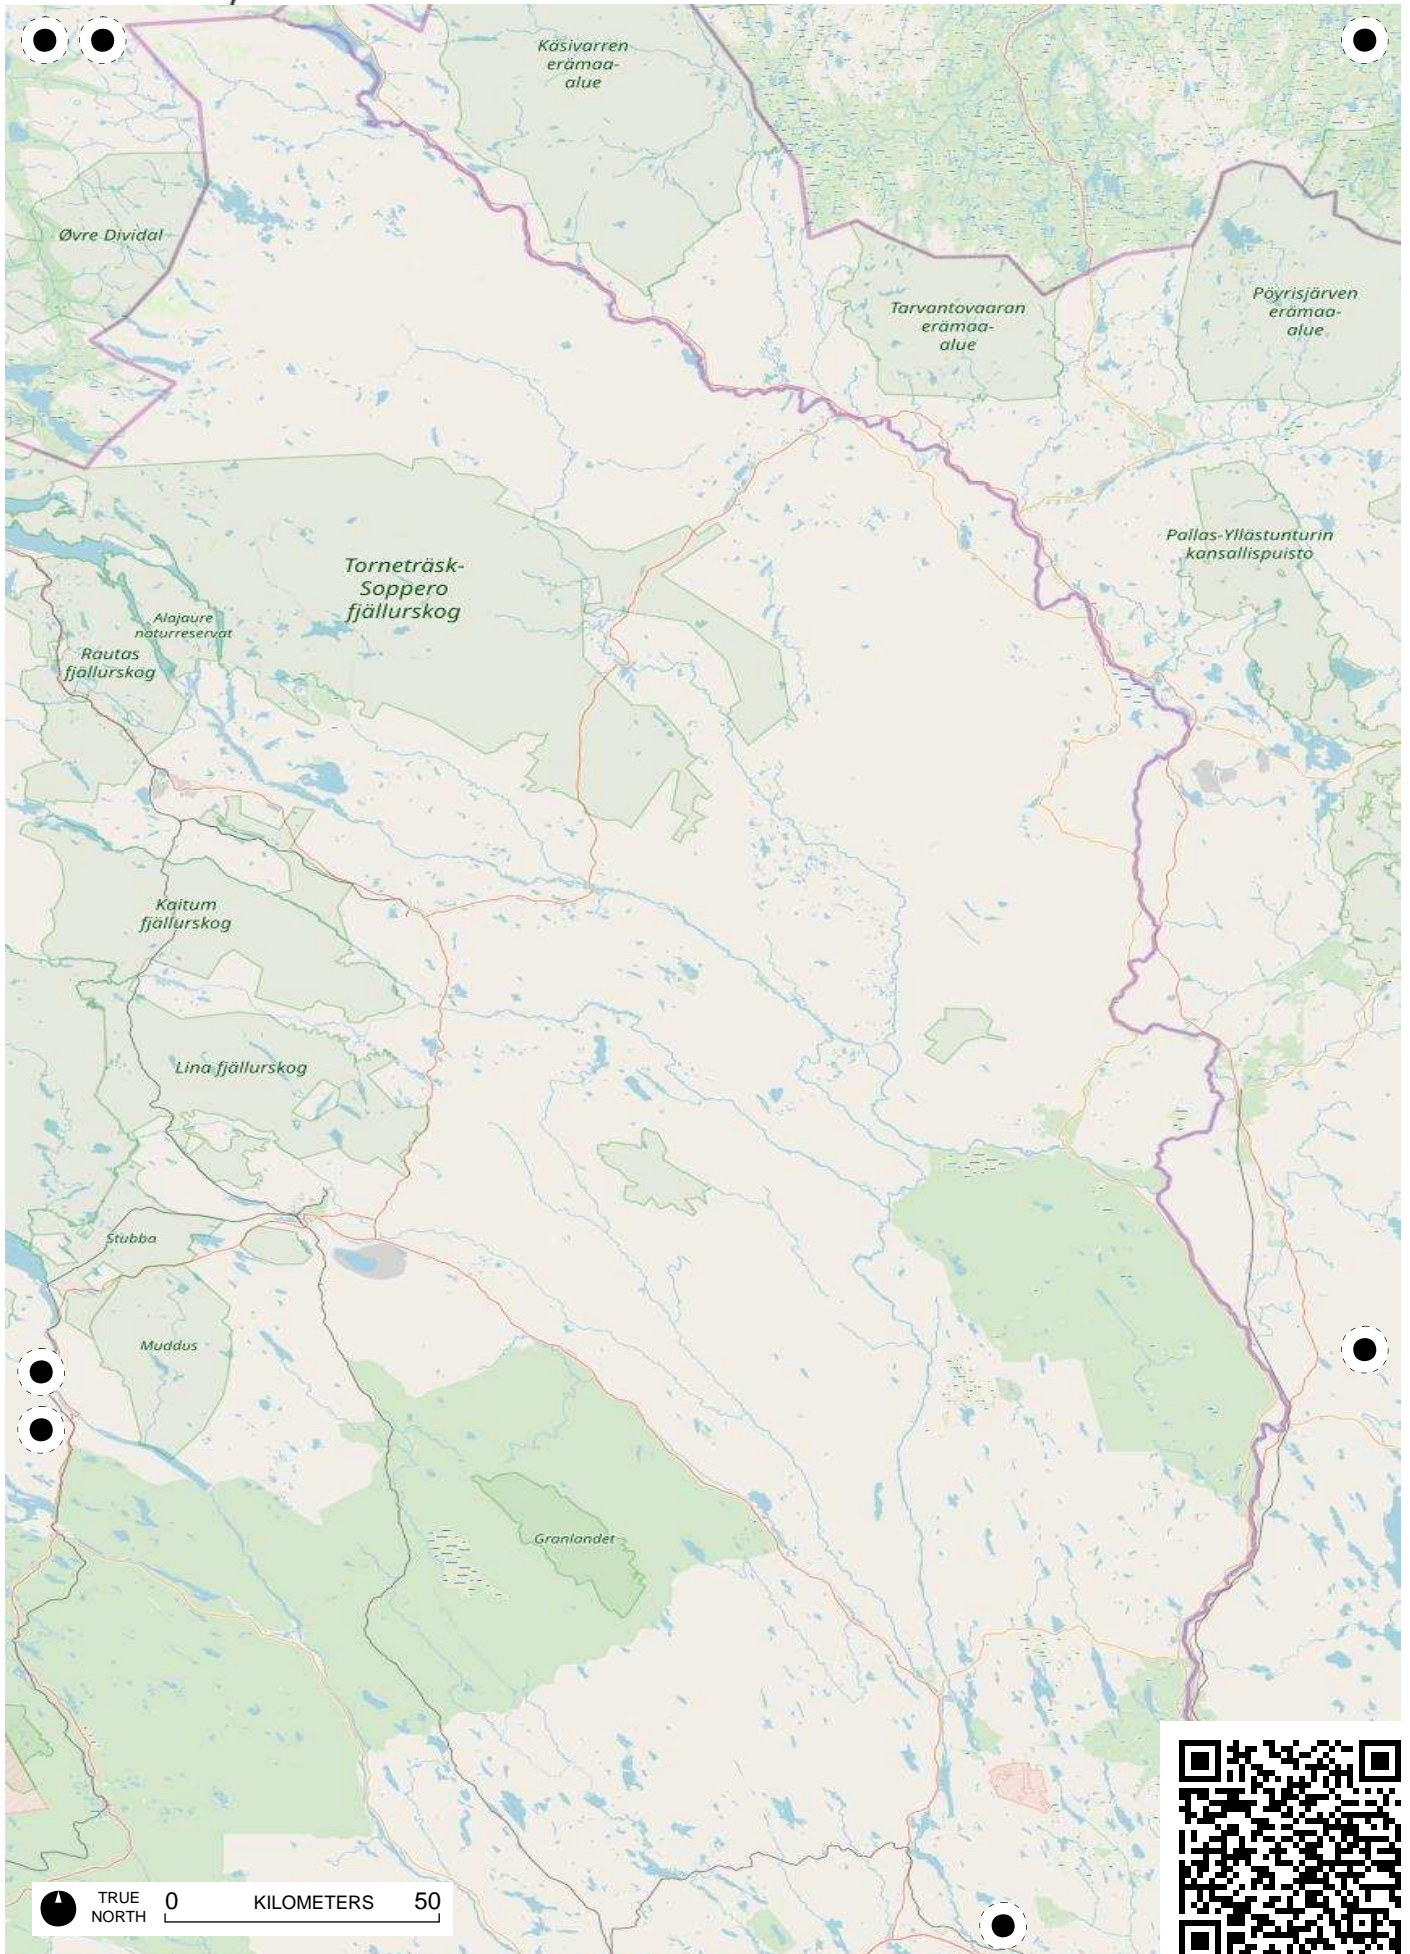 Käsivarren
erämaa-
alue
Øvre Dividal
Tarvantovaaran
erämaa-
alue
Pöyrisjärven
erämaa-
alue
Pallas-Yllästunturin
kansallispuisto
Torneträsk-
Soppero
fjällurskog
Alajaure
naturreservat
Rautas
fjällurskog
Kaitum
fjällurskog
Lina fjällurskog
Stubba
Muddus
Granlandet
TRUE
NORTH
0 KILOMETERS 50